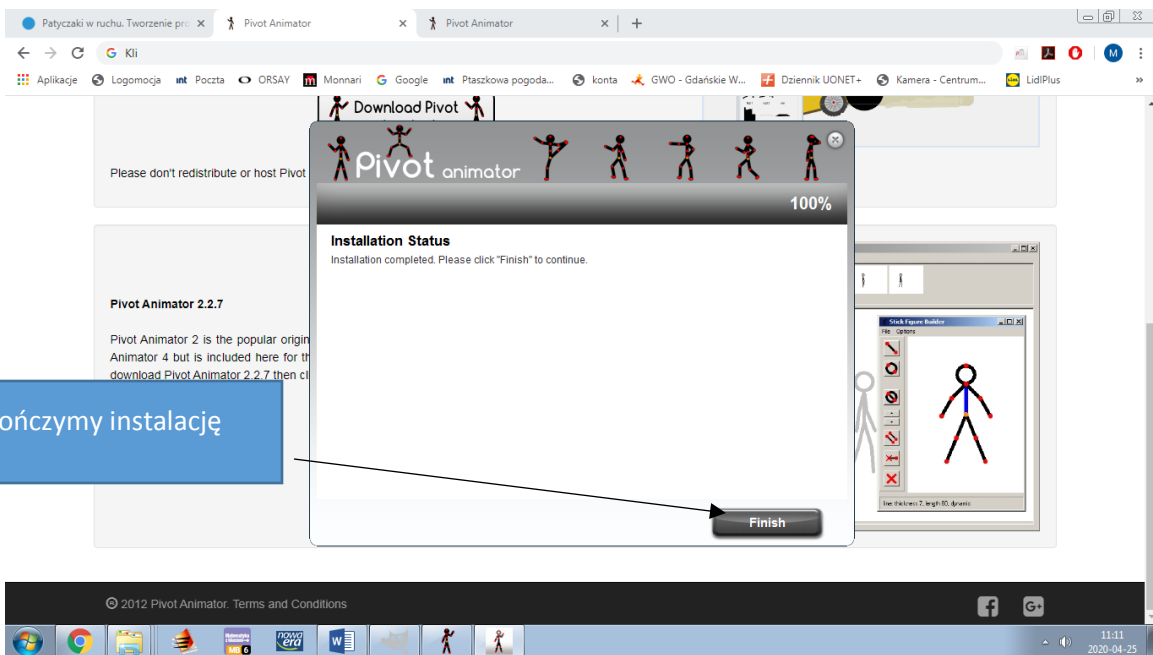 Patyczaki w ruchu. Tworzenie pro
Pivot Animator
Pivot Animator
Kli
Aplikacje
Logomocja
int Poczta
ORSAY
m Monnari
Google
int Ptaszkowa pogoda...
konta
GWO - Gdańskie W...
Dziennik UONET+
Kamera - Centrum...
LidlPlus
M
Download Pivot
Please don't redistribute or host Pivot
Pivot animator
100%
Installation Status
Installation completed. Please click "Finish" to continue.
Finish
Pivot Animator 2.2.7
Pivot Animator 2 is the popular origin
Animator 4 but is included here for th
download Pivot Animator 2.2.7 then cl
ończymy instalację
Stick Figure Builder
File Options
line thickness 7, length 80, dynamic
© 2012 Pivot Animator. Terms and Conditions
G+
nowa
era
MB 6
11:11
2020-04-25